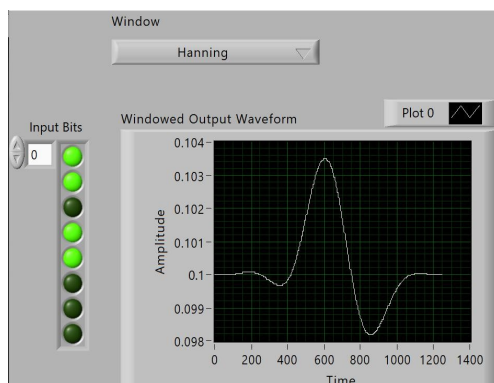 Window
Hanning
Input Bits
0
Windowed Output Waveform
Plot 0
Amplitude
0.104
0.103
0.102
0.101
0.1
0.099
0.098
0 200 400 600 800 1000 1200 1400
Time